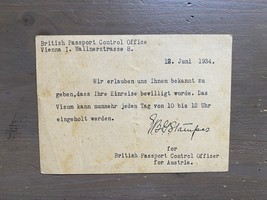 British Passport Control Office
Vienna I. Wallnerstrasse 8.
12. Juni 1934.
Wir erlauben uns Ihnen bekannt zu
geben, dass Ihre Einreise bewilligt wurde. Das
Visum kann nunmehr jeden Tag von 10 bis 12 Uhr
eingeholt werden.
for
British Passport Control Officer
for Austria.